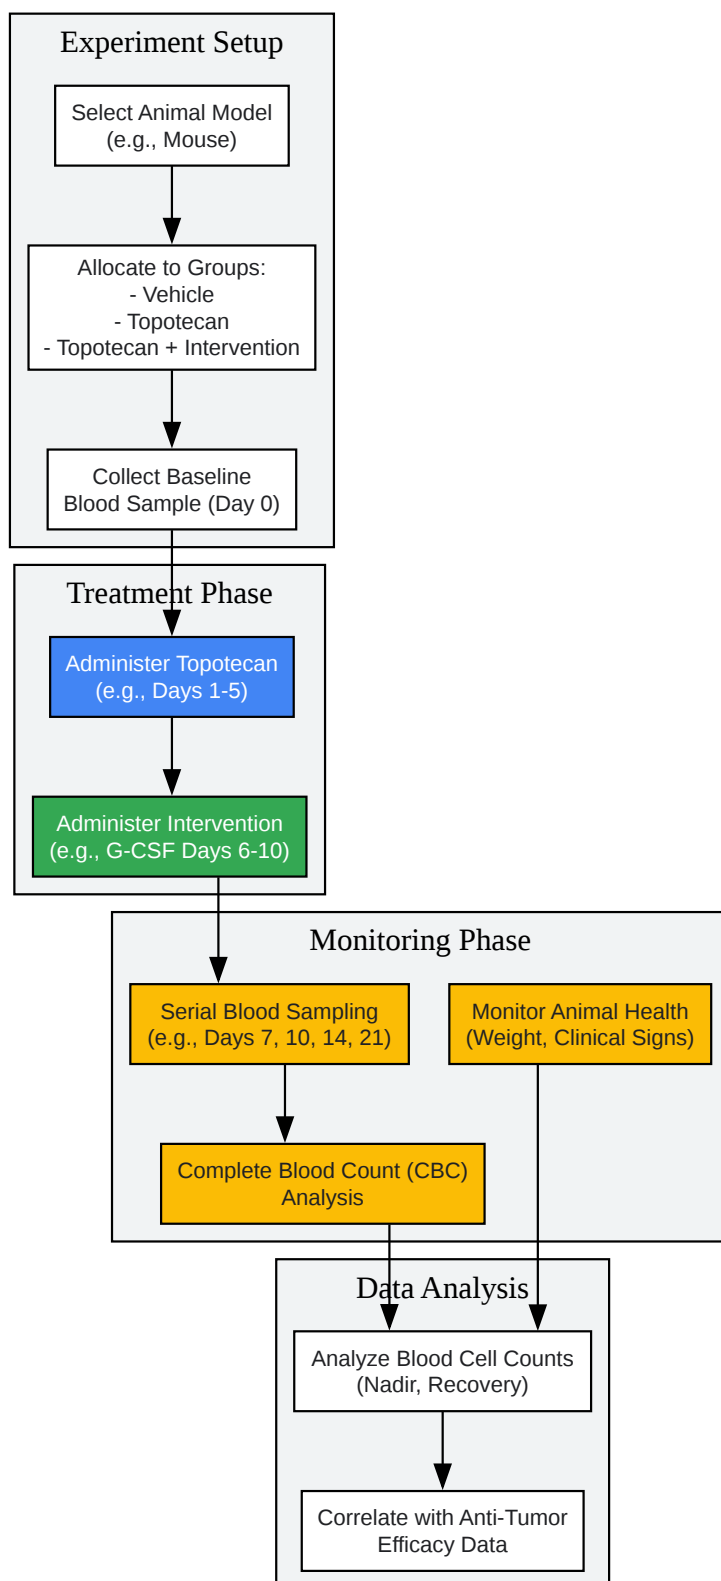 Experiment Setup
Select Animal Model
(e.g., Mouse)
Allocate to Groups:
- Vehicle
- Topotecan
- Topotecan + Intervention
Collect Baseline
Blood Sample (Day 0)
Treatment Phase
Administer Topotecan
(e.g., Days 1-5)
Administer Intervention
(e.g., G-CSF Days 6-10)
Monitoring Phase
Serial Blood Sampling
(e.g., Days 7, 10, 14, 21)
Monitor Animal Health
(Weight, Clinical Signs)
Complete Blood Count (CBC)
Analysis
Data Analysis
Analyze Blood Cell Counts
(Nadir, Recovery)
Correlate with Anti-Tumor
Efficacy Data